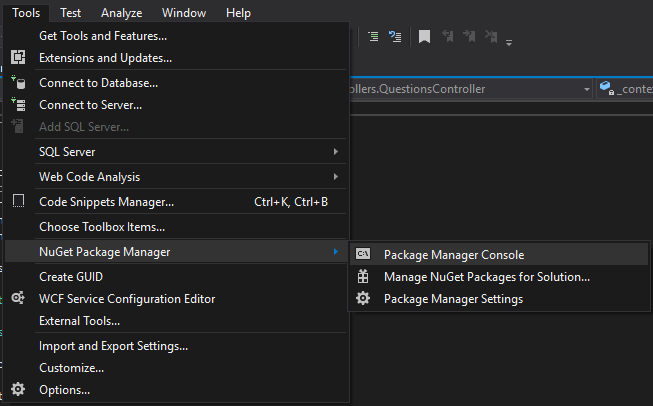 Tools Test Analyze Window Help
Get Tools and Features...
Extensions and Updates...
Connect to Database...
ollers.QuestionsController
_conte
Connect to Server...
Add SQL Server...
SQL Server
Web Code Analysis
Code Snippets Manager... Ctrl+K, Ctrl+B
Choose Toolbox Items...
NuGet Package Manager
Package Manager Console
Manage NuGet Packages for Solution...
Package Manager Settings
Create GUID
WCF Service Configuration Editor
External Tools...
Import and Export Settings...
Customize...
Options...